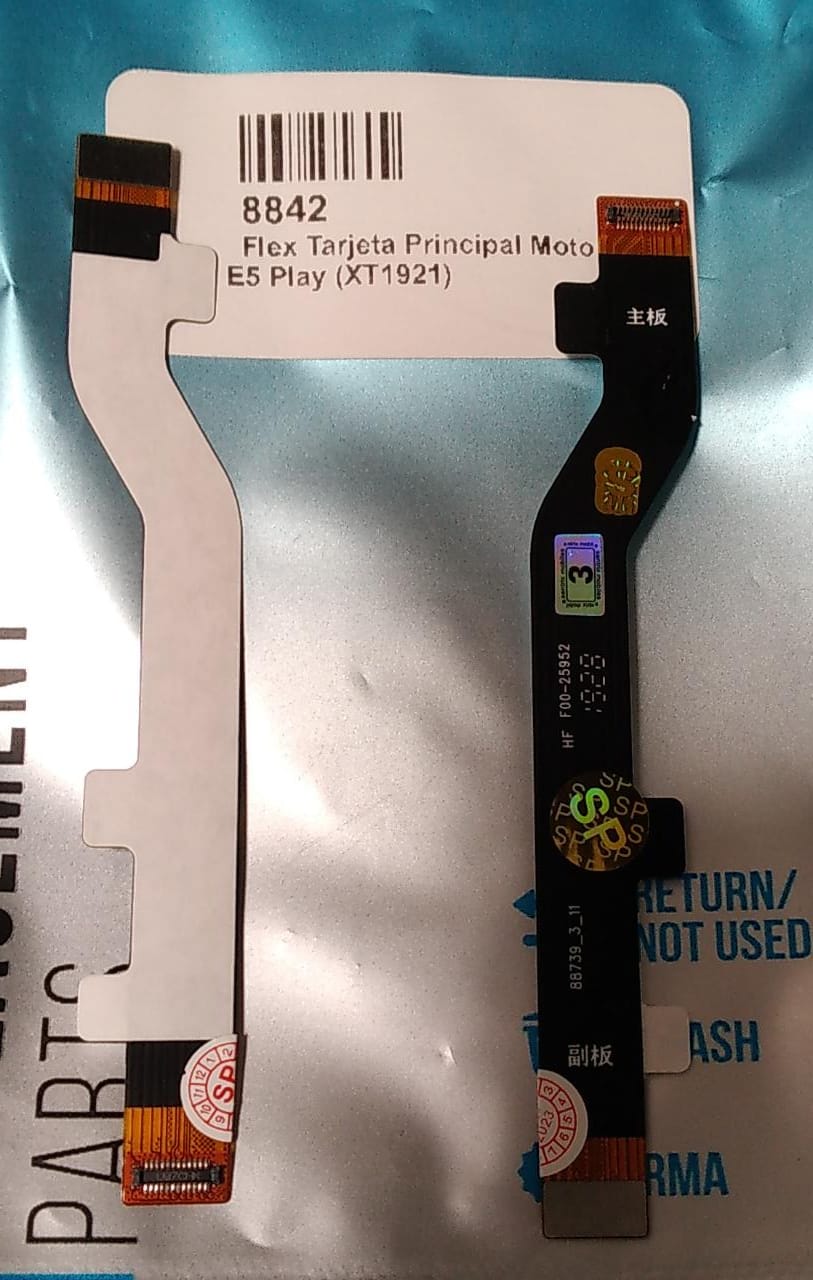 8842
Flex Tarjeta Principal Moto
E5 Play (XT1921)
主板
3
HF F00-25952
1928
SP
88739_3_11
副板
SP
RETURN/
NOT USED
ASH
RMA
PARTS